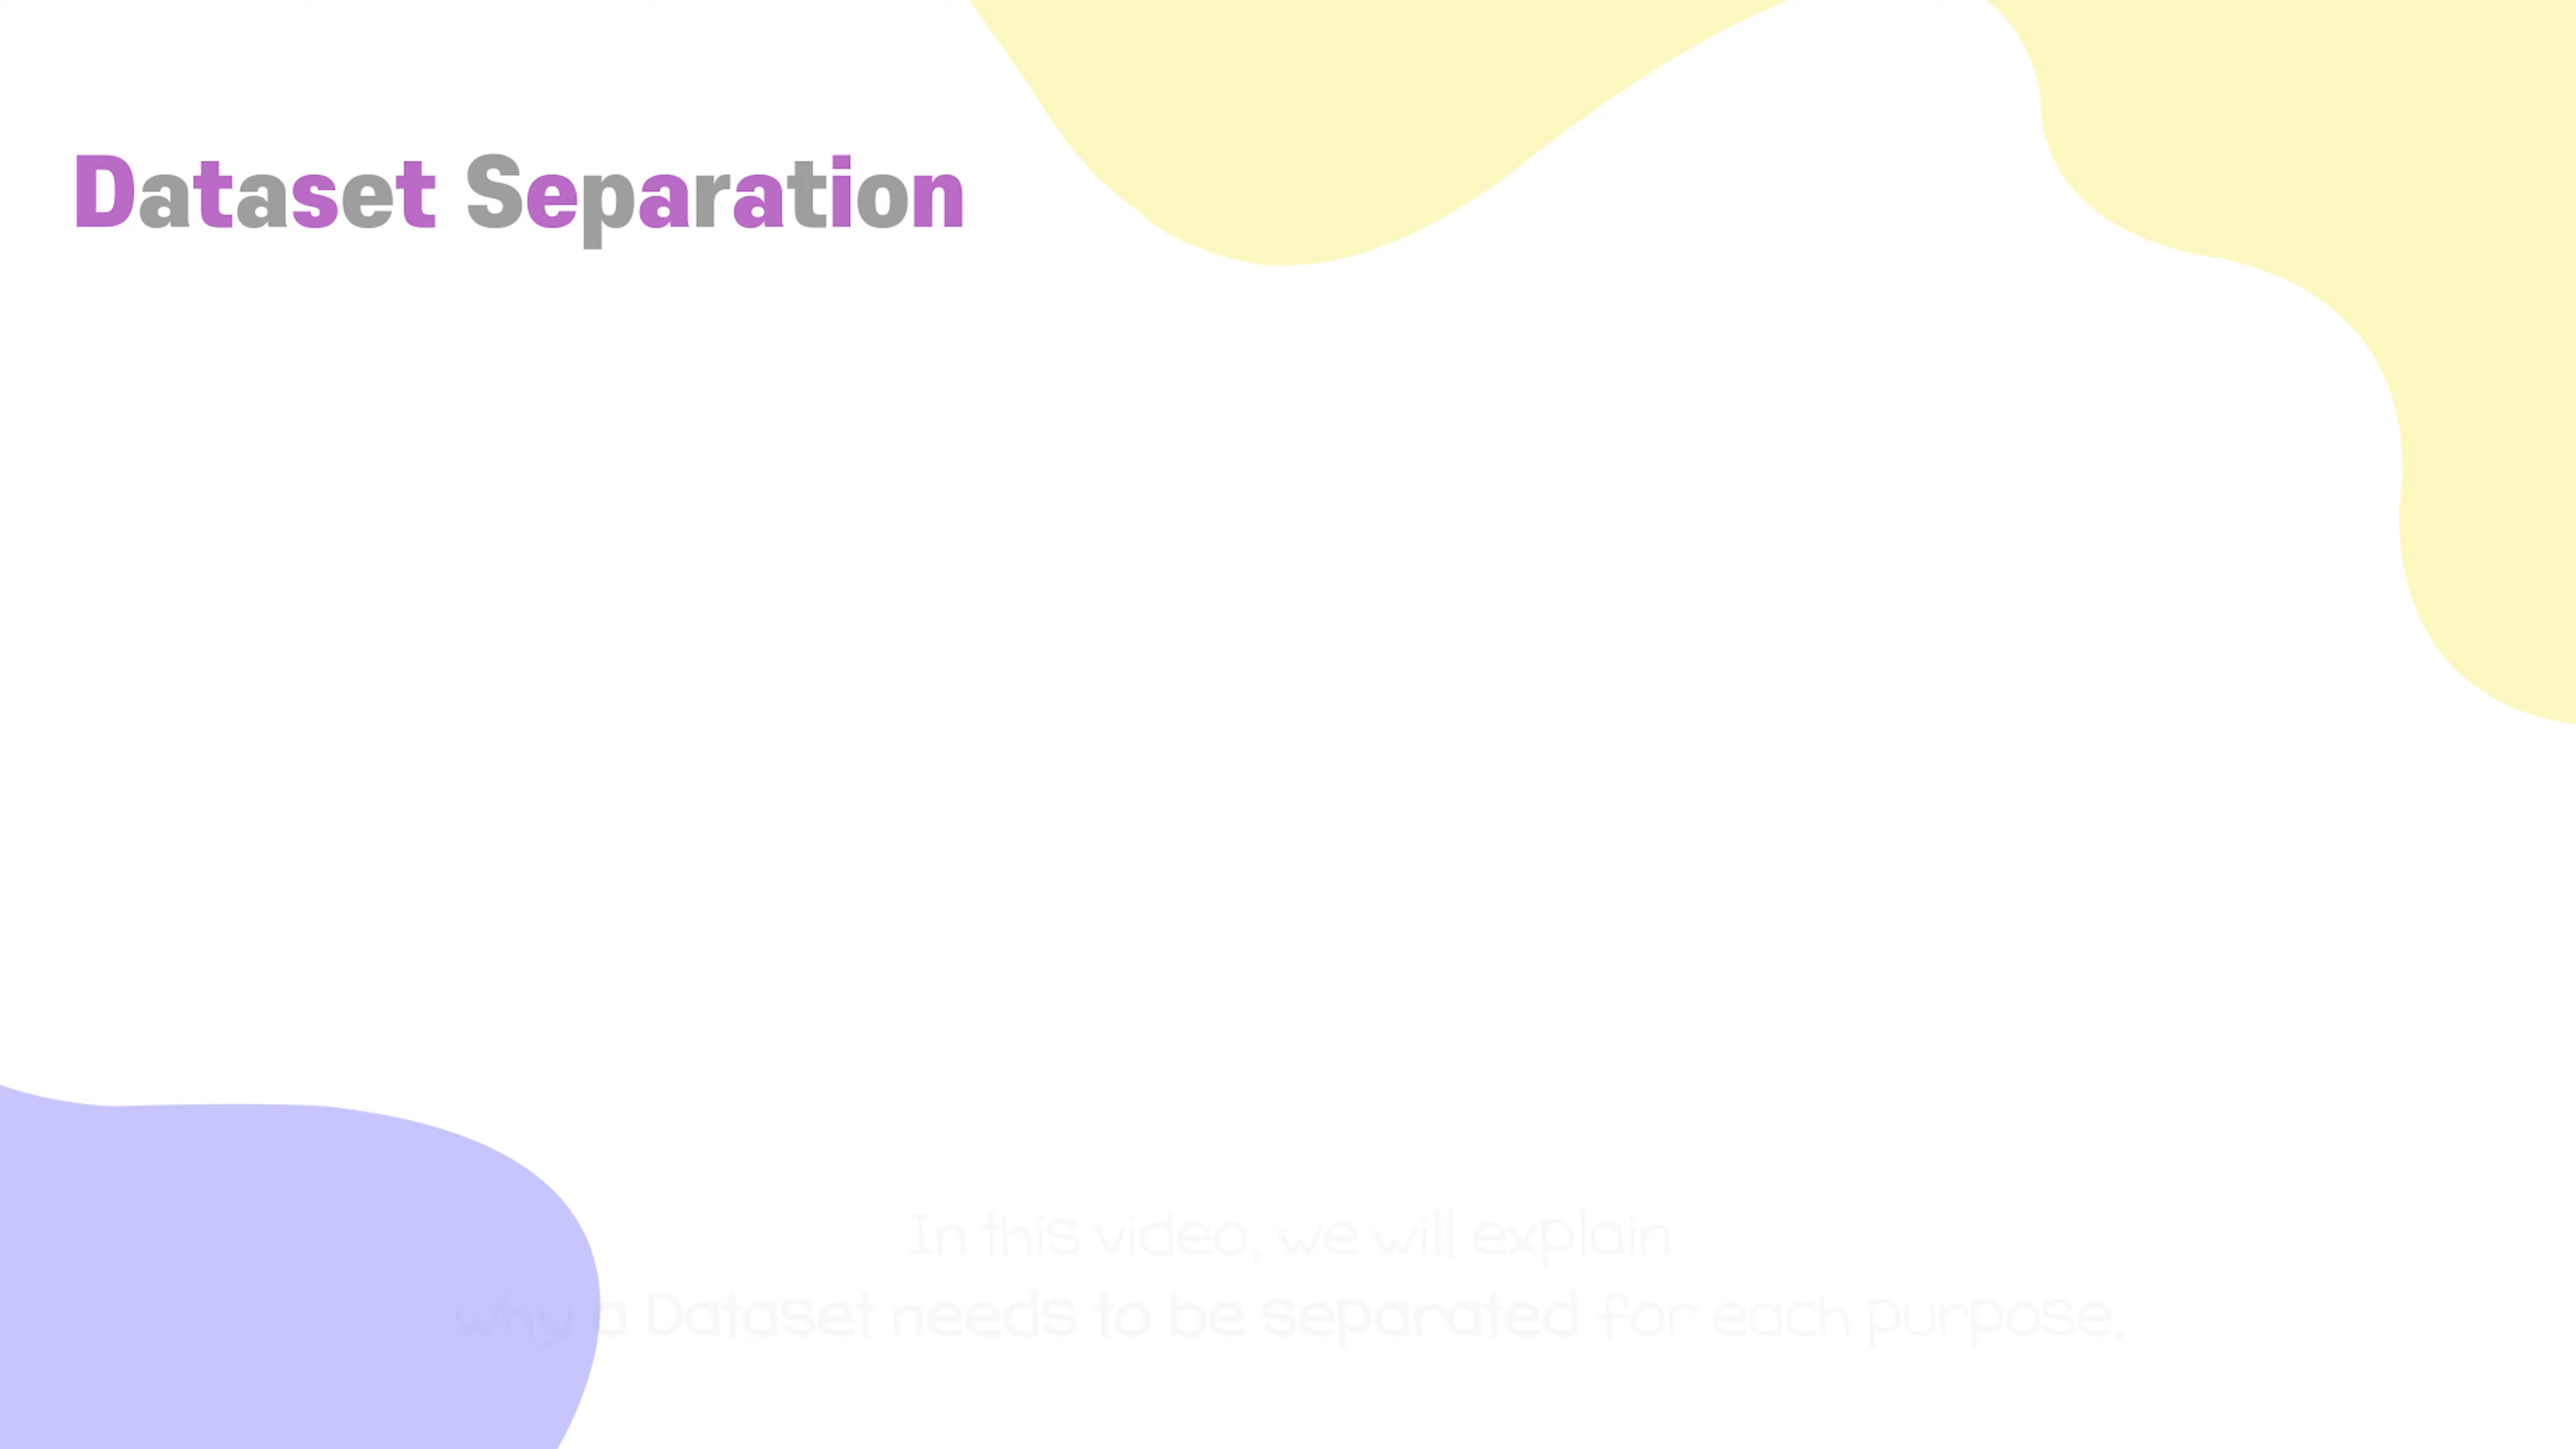 Dataset Separation
In this video, we will explain
why a Dataset needs to be separated for each purpose.